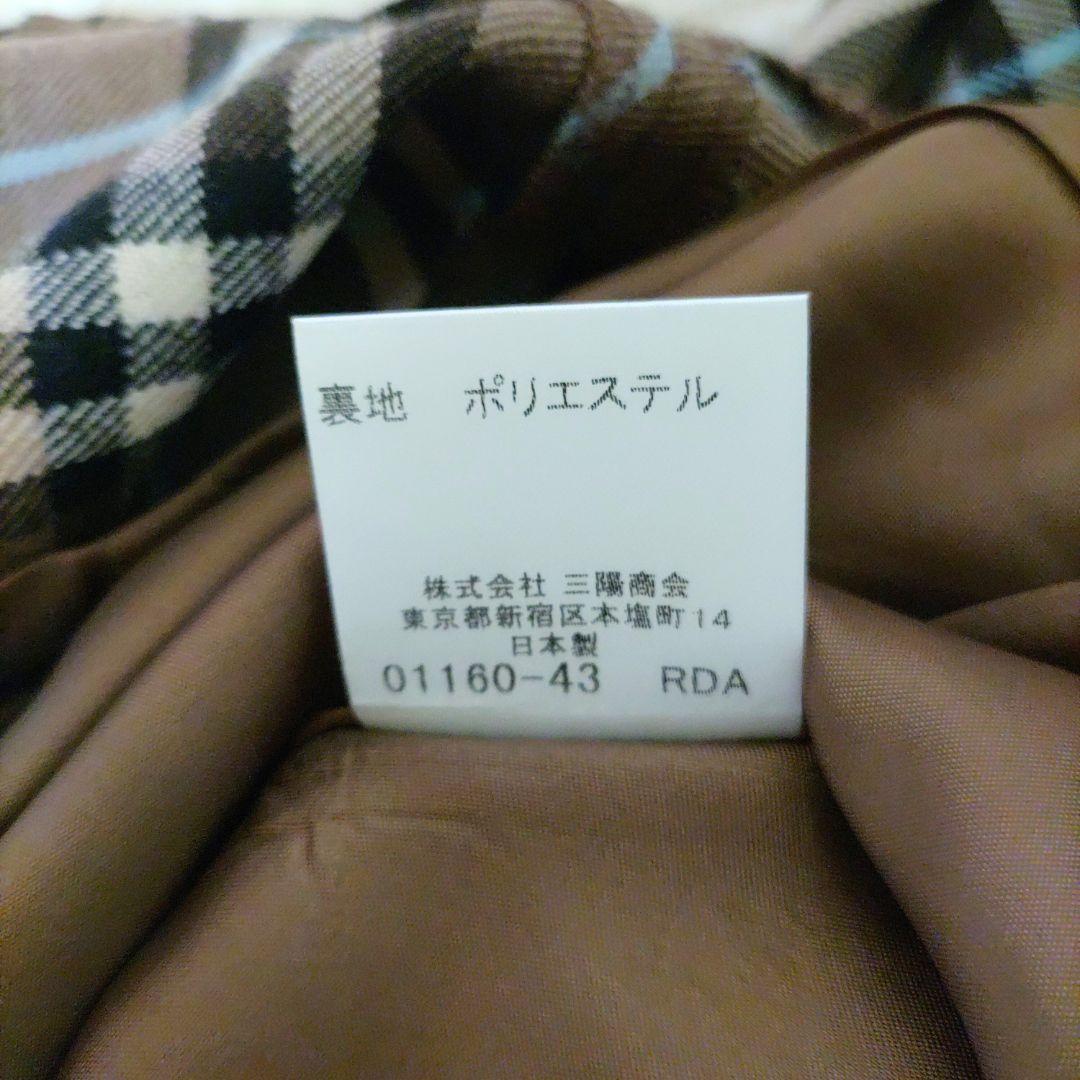 裏地 ポリエステル
株式会社 三陽商会
東京都新宿区本塩町14
日本製
01160-43 RDA